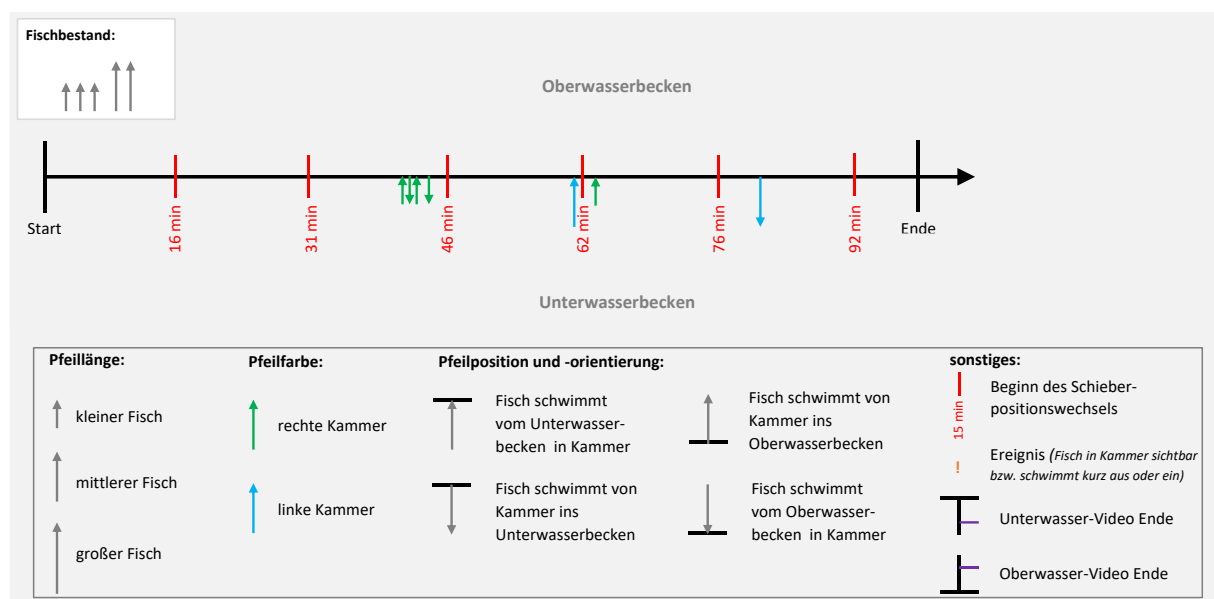 Fischbestand:
Oberwasserbecken
Start
16 min
31 min
46 min
62 min
76 min
92 min
Ende
Unterwasserbecken
Pfeillänge:
kleiner Fisch
mittlerer Fisch
großer Fisch
Pfeilfarbe:
rechte Kammer
linke Kammer
Pfeilposition und -orientierung:
Fisch schwimmt
vom Unterwasser-
becken in Kammer
Fisch schwimmt von
Kammer ins
Unterwasserbecken
Fisch schwimmt von
Kammer ins
Oberwasserbecken
Fisch schwimmt
vom Oberwasser-
becken in Kammer
sonstiges:
15 min
Beginn des Schieber-
positionswechsels
!
Ereignis (Fisch in Kammer sichtbar
bzw. schwimmt kurz aus oder ein)
Unterwasser-Video Ende
Oberwasser-Video Ende